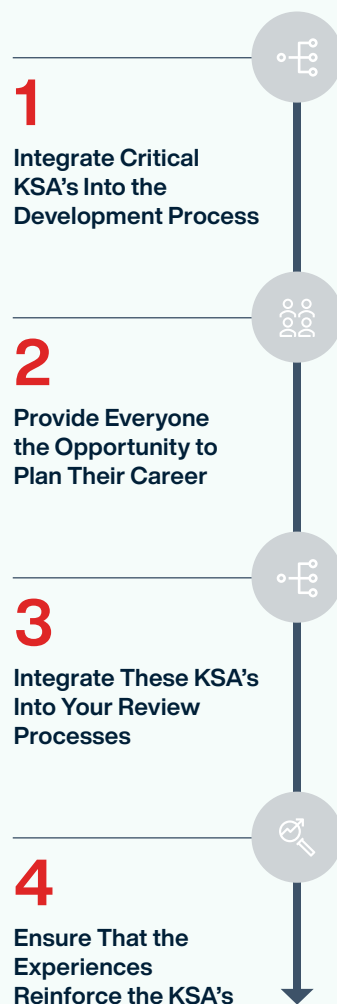 1
Integrate Critical
KSA’s Into the
Development Process
2
Provide Everyone
the Opportunity to
Plan Their Career
3
Integrate These KSA’s
Into Your Review
Processes
4
Ensure That the
Experiences
Reinforce the KSA’s